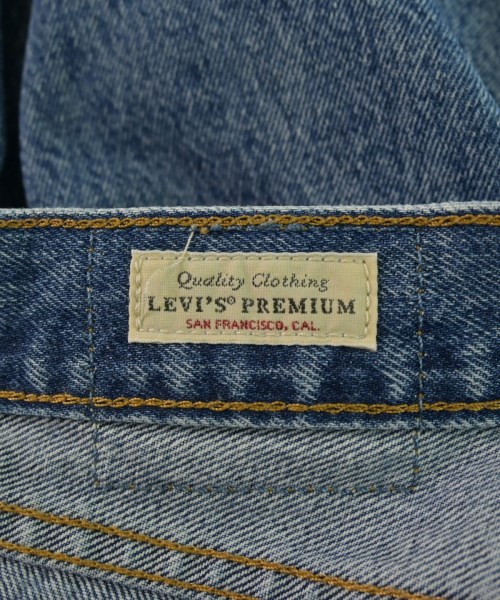 Quality Clothing
LEVI'S® PREMIUM
SAN FRANCISCO, CAL.